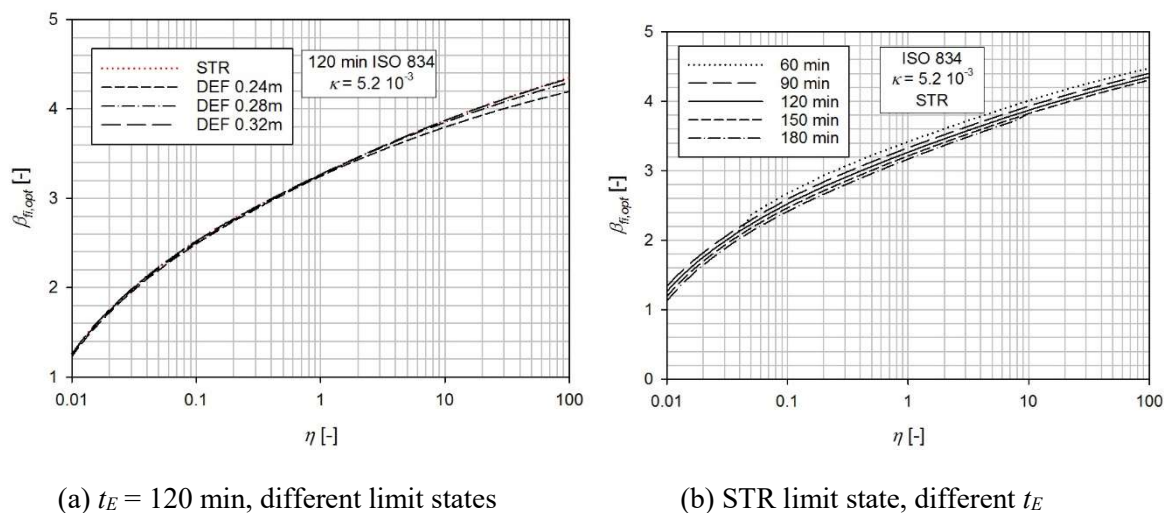 5
4
3
2
1
β_fi,opt [-]
STR
DEF 0.24m
DEF 0.28m
DEF 0.32m
120 min ISO 834
κ = 5.2 10⁻³
0.01 0.1 1 10 100
η [-]
(a) t_E = 120 min, different limit states
5
4
3
2
1
0
β_fi,opt [-]
60 min
90 min
120 min
150 min
180 min
ISO 834
κ = 5.2 10⁻³
STR
0.01 0.1 1 10 100
η [-]
(b) STR limit state, different t_E